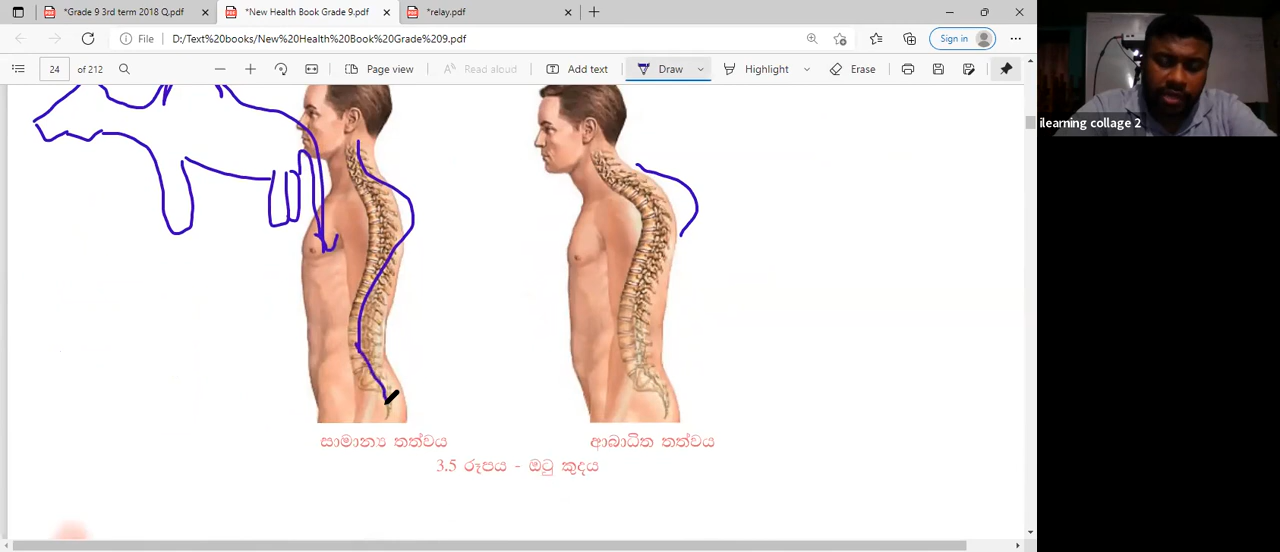 *Grade 9 3rd term 2018 Q.pdf
*New Health Book Grade 9.pdf
*relay.pdf
File
D:/Text%20books/New%20Health%20Book%20Grade%209.pdf
Sign in
24 of 212
Page view
Read aloud
Add text
Draw
Highlight
Erase
ilearning collage 2
සාමාන්‍ය තත්වය
ආබාධිත තත්වය
3.5 රූපය - ඔටු කුදය